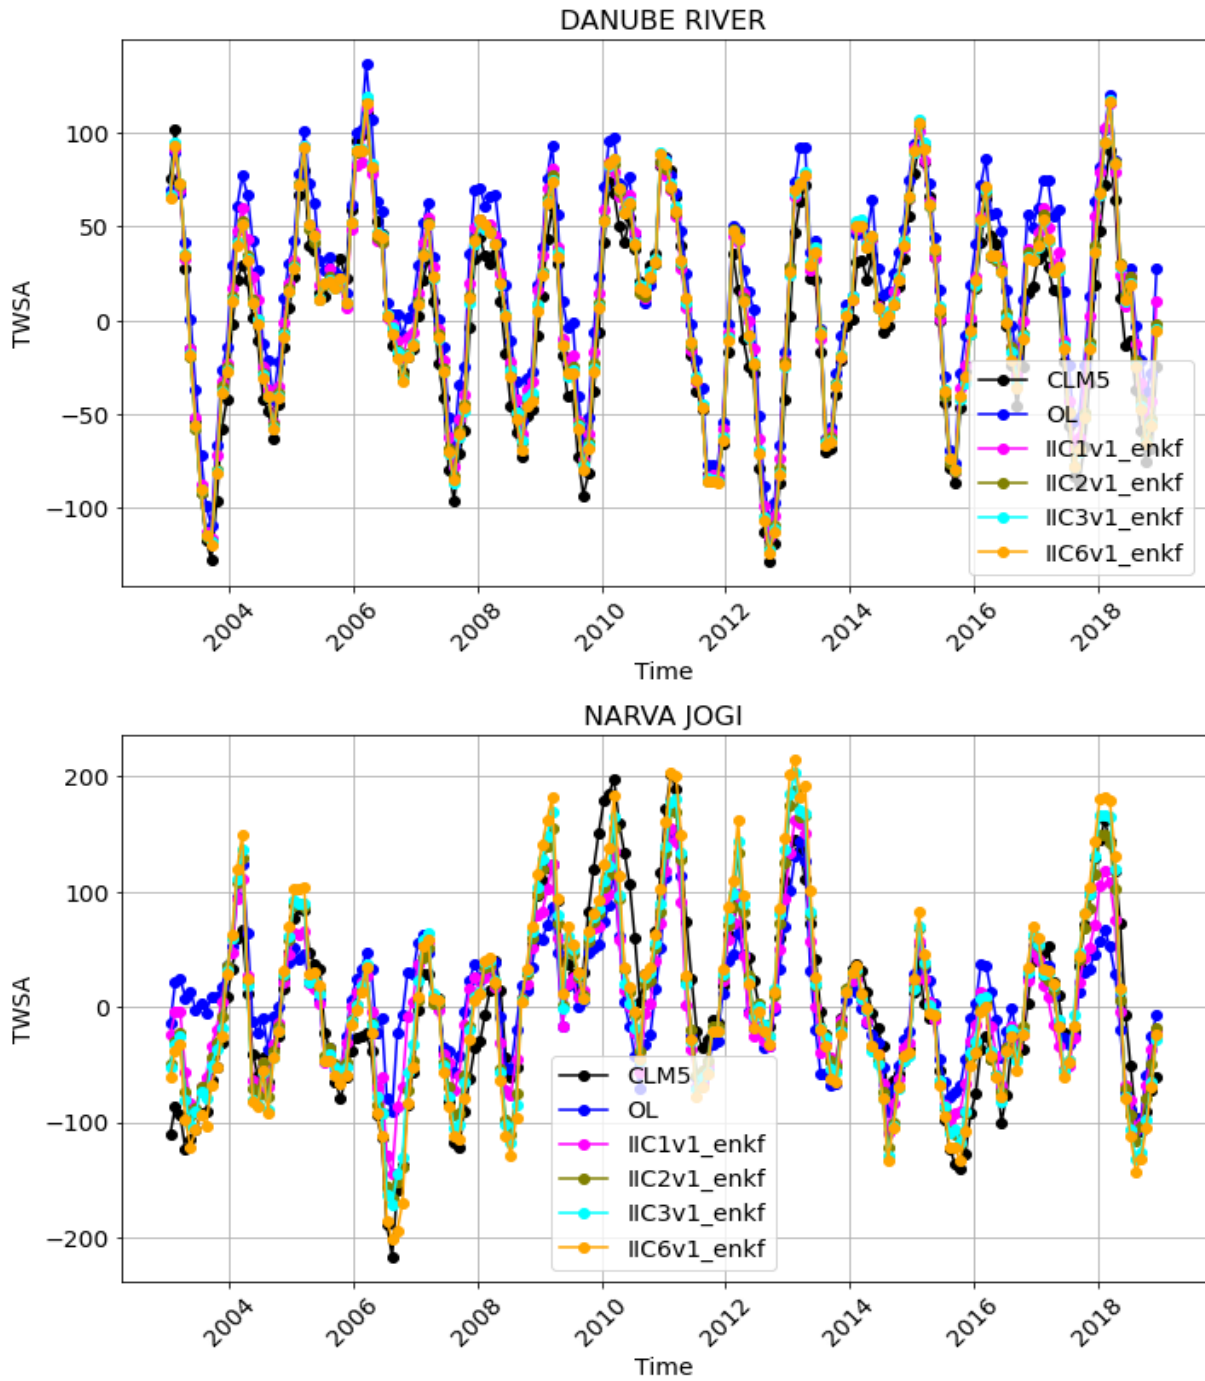 DANUBE RIVER
100
50
0
−50
−100
TWSA
CLM5
OL
IIC1v1_enkf
IIC2v1_enkf
IIC3v1_enkf
IIC6v1_enkf
2004 2006 2008 2010 2012 2014 2016 2018
Time
NARVA JOGI
200
100
0
−100
−200
TWSA
CLM5
OL
IIC1v1_enkf
IIC2v1_enkf
IIC3v1_enkf
IIC6v1_enkf
2004 2006 2008 2010 2012 2014 2016 2018
Time